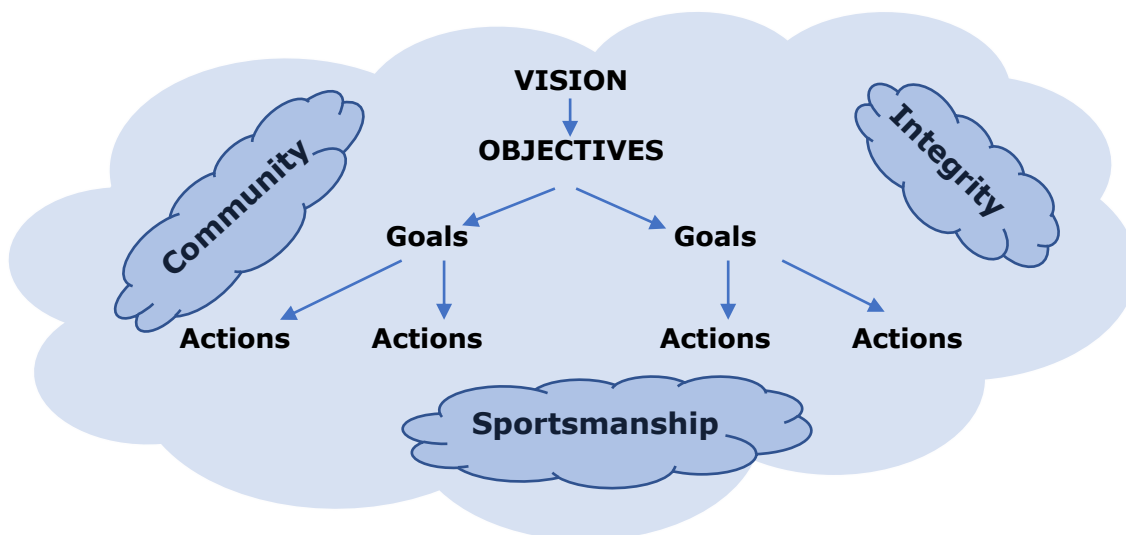 VISION
OBJECTIVES
Community
Integrity
Goals
Goals
Actions
Actions
Actions
Actions
Sportsmanship